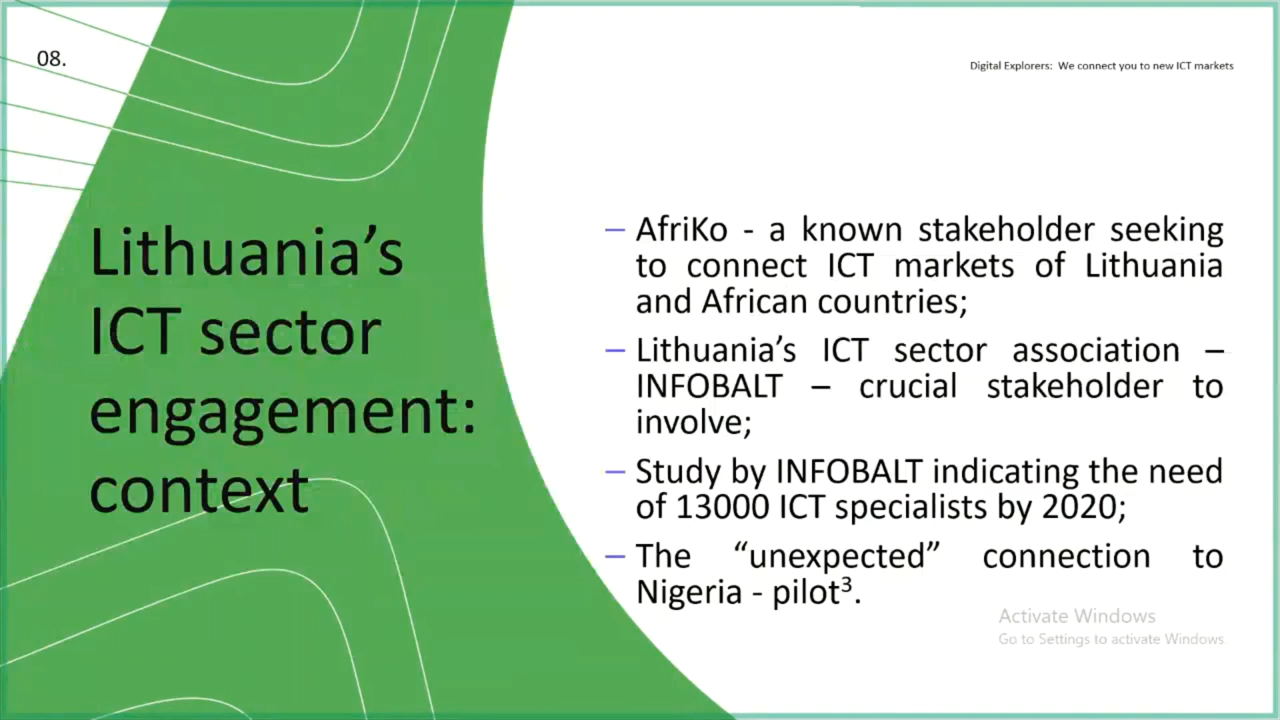 08.
Digital Explorers: We connect you to new ICT markets
Lithuania’s
ICT sector
engagement:
context
– AfriKo - a known stakeholder seeking
to connect ICT markets of Lithuania
and African countries;
– Lithuania’s ICT sector association –
INFOBALT – crucial stakeholder to
involve;
– Study by INFOBALT indicating the need
of 13000 ICT specialists by 2020;
– The “unexpected” connection to
Nigeria - pilot³.
Activate Windows
Go to Settings to activate Windows.